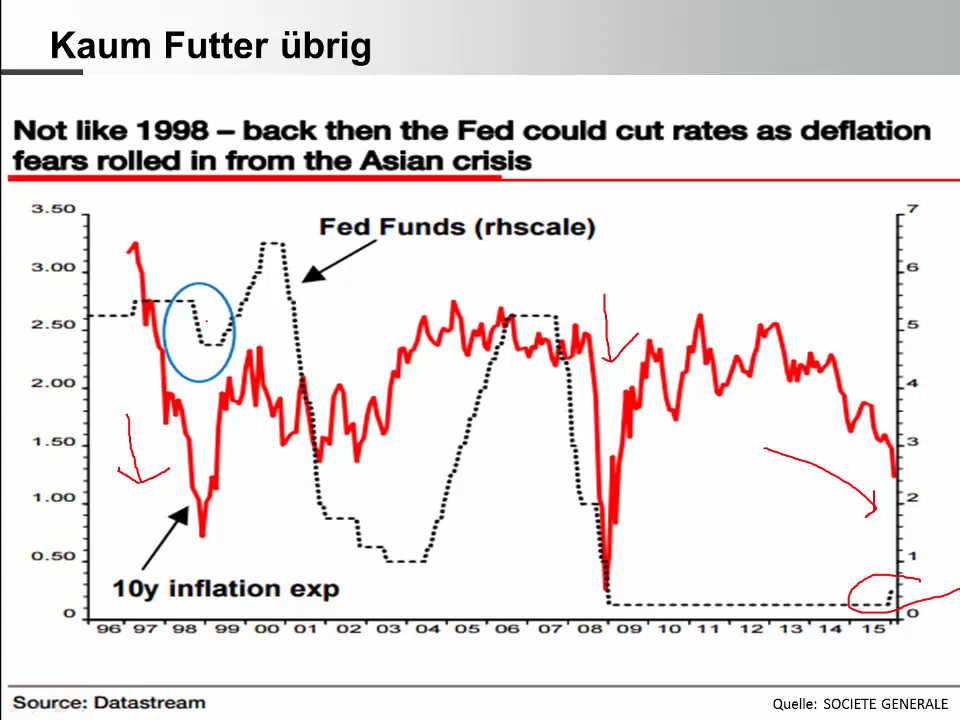 Kaum Futter übrig
Not like 1998 – back then the Fed could cut rates as deflation
fears rolled in from the Asian crisis
3.50
3.00
2.50
2.00
1.50
1.00
0.50
0
Fed Funds (rhscale)
10y inflation exp
7
6
5
4
3
2
1
0
96 97 98 99 00 01 02 03 04 05 06 07 08 09 10 11 12 13 14 15
Source: Datastream
Quelle: SOCIETE GENERALE